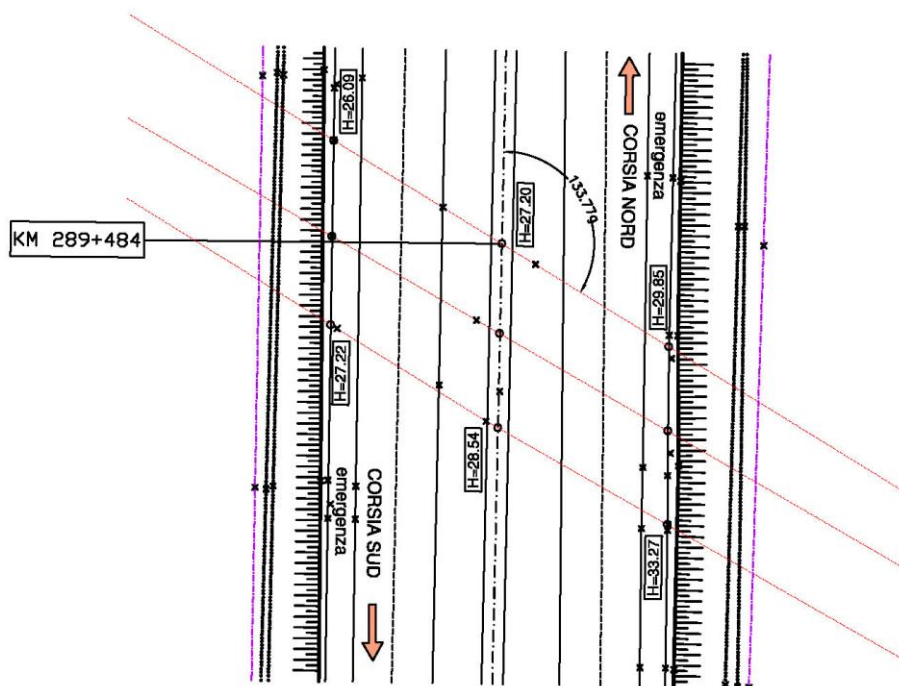 H=26.09
emergenza
CORSIA NORD
133.779
H=27.20
KM 289+484
H=29.85
H=27.22
H=28.54
CORSIA SUD
emergenza
H=33.27